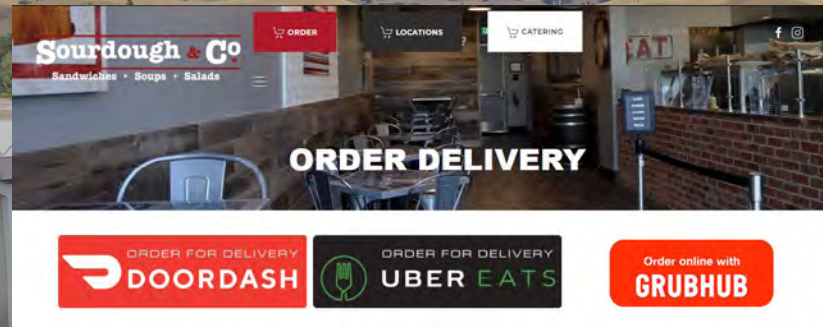 ORDER
LOCATIONS
CATERING
Sourdough & Co
Sandwiches • Soups + Salads
EAT
ORDER DELIVERY
ORDER FOR DELIVERY
DOORDASH
ORDER FOR DELIVERY
UBER EATS
Order online with
GRUBHUB